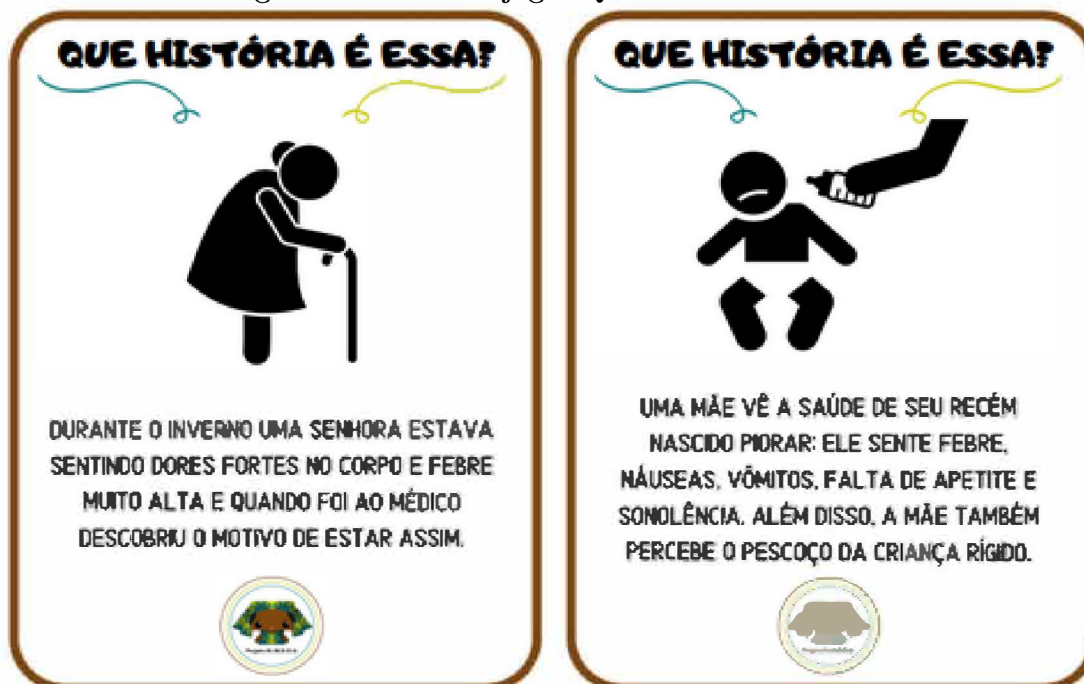 QUE HISTÓRIA É ESSA?
DURANTE O INVERNO UMA SENHORA ESTAVA
SENTINDO DORES FORTES NO CORPO E FEBRE
MUITO ALTA E QUANDO FOI AO MÉDICO
DESCOBRIU O MOTIVO DE ESTAR ASSIM.
QUE HISTÓRIA É ESSA?
UMA MÃE VÊ A SAÚDE DE SEU RECÉM
NASCIDO PIORAR: ELE SENTE FEBRE,
NÁUSEAS, VÔMITOS, FALTA DE APETITE E
SONOLÊNCIA. ALÉM DISSO, A MÃE TAMBÉM
PERCEBE O PESCOÇO DA CRIANÇA RÍGIDO.